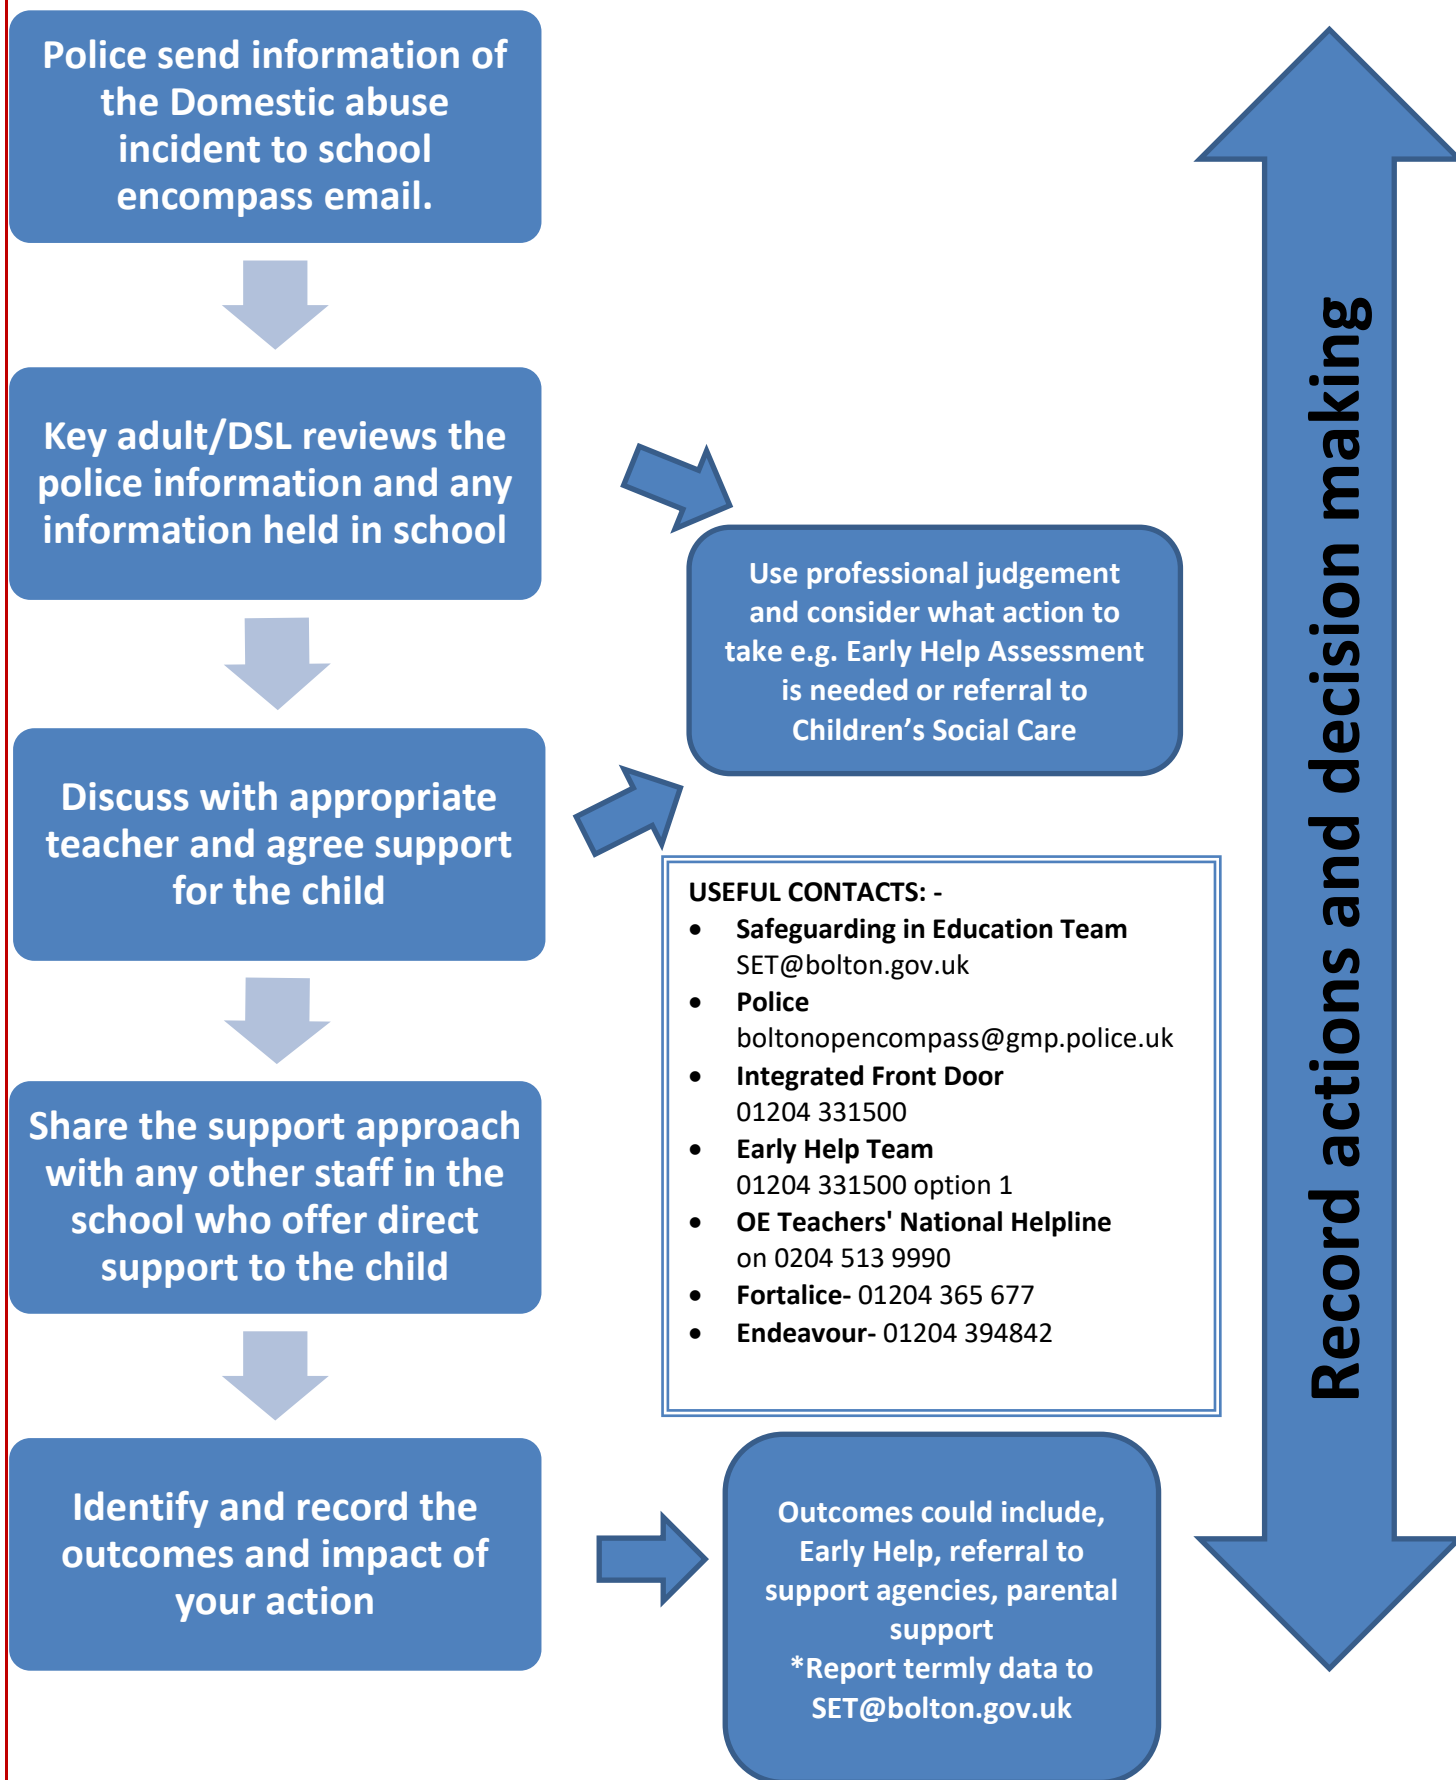 Police send information of
the Domestic abuse
incident to school
encompass email.
Key adult/DSL reviews the
police information and any
information held in school
Use professional judgement
and consider what action to
take e.g. Early Help Assessment
is needed or referral to
Children’s Social Care
Discuss with appropriate
teacher and agree support
for the child
USEFUL CONTACTS: -
• Safeguarding in Education Team
SET@bolton.gov.uk
• Police
boltonopencompass@gmp.police.uk
• Integrated Front Door
01204 331500
• Early Help Team
01204 331500 option 1
• OE Teachers' National Helpline
on 0204 513 9990
• Fortalice- 01204 365 677
• Endeavour- 01204 394842
Share the support approach
with any other staff in the
school who offer direct
support to the child
Identify and record the
outcomes and impact of
your action
Outcomes could include,
Early Help, referral to
support agencies, parental
support
*Report termly data to
SET@bolton.gov.uk
Record actions and decision making